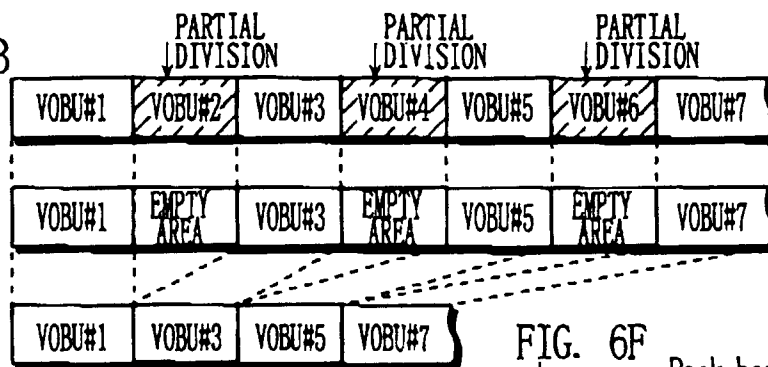 PARTIAL DIVISION PARTIAL DIVISION PARTIAL DIVISION
VOBU#1 VOBU#2 VOBU#3 VOBU#4 VOBU#5 VOBU#6 VOBU#7
VOBU#1 EMPTY AREA VOBU#3 EMPTY AREA VOBU#5 EMPTY AREA VOBU#7
VOBU#1 VOBU#3 VOBU#5 VOBU#7
FIG. 6F